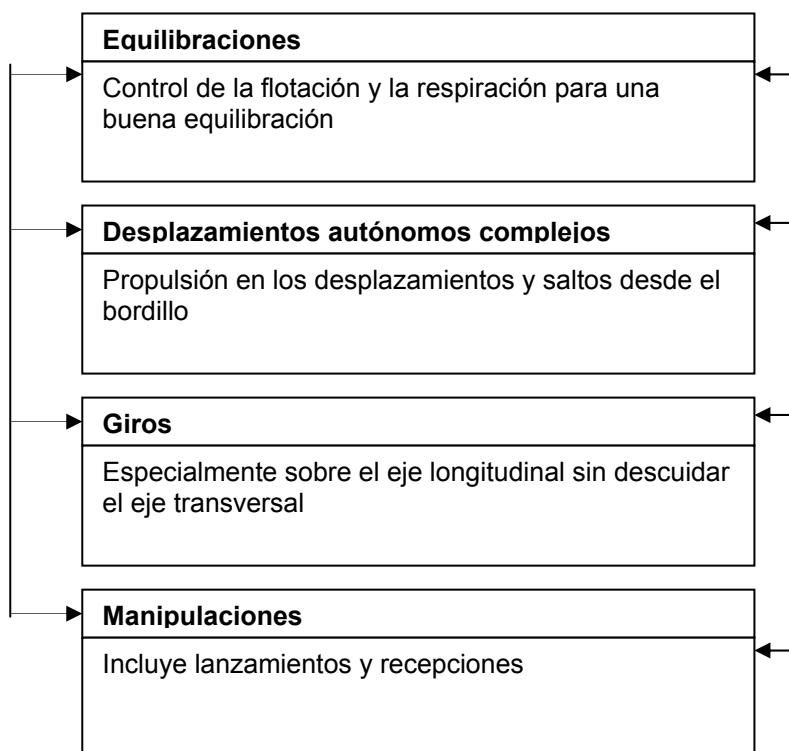 Equilibraciones
Control de la flotación y la respiración para una
buena equilibración
Desplazamientos autónomos complejos
Propulsión en los desplazamientos y saltos desde el
bordillo
Giros
Especialmente sobre el eje longitudinal sin descuidar
el eje transversal
Manipulaciones
Incluye lanzamientos y recepciones